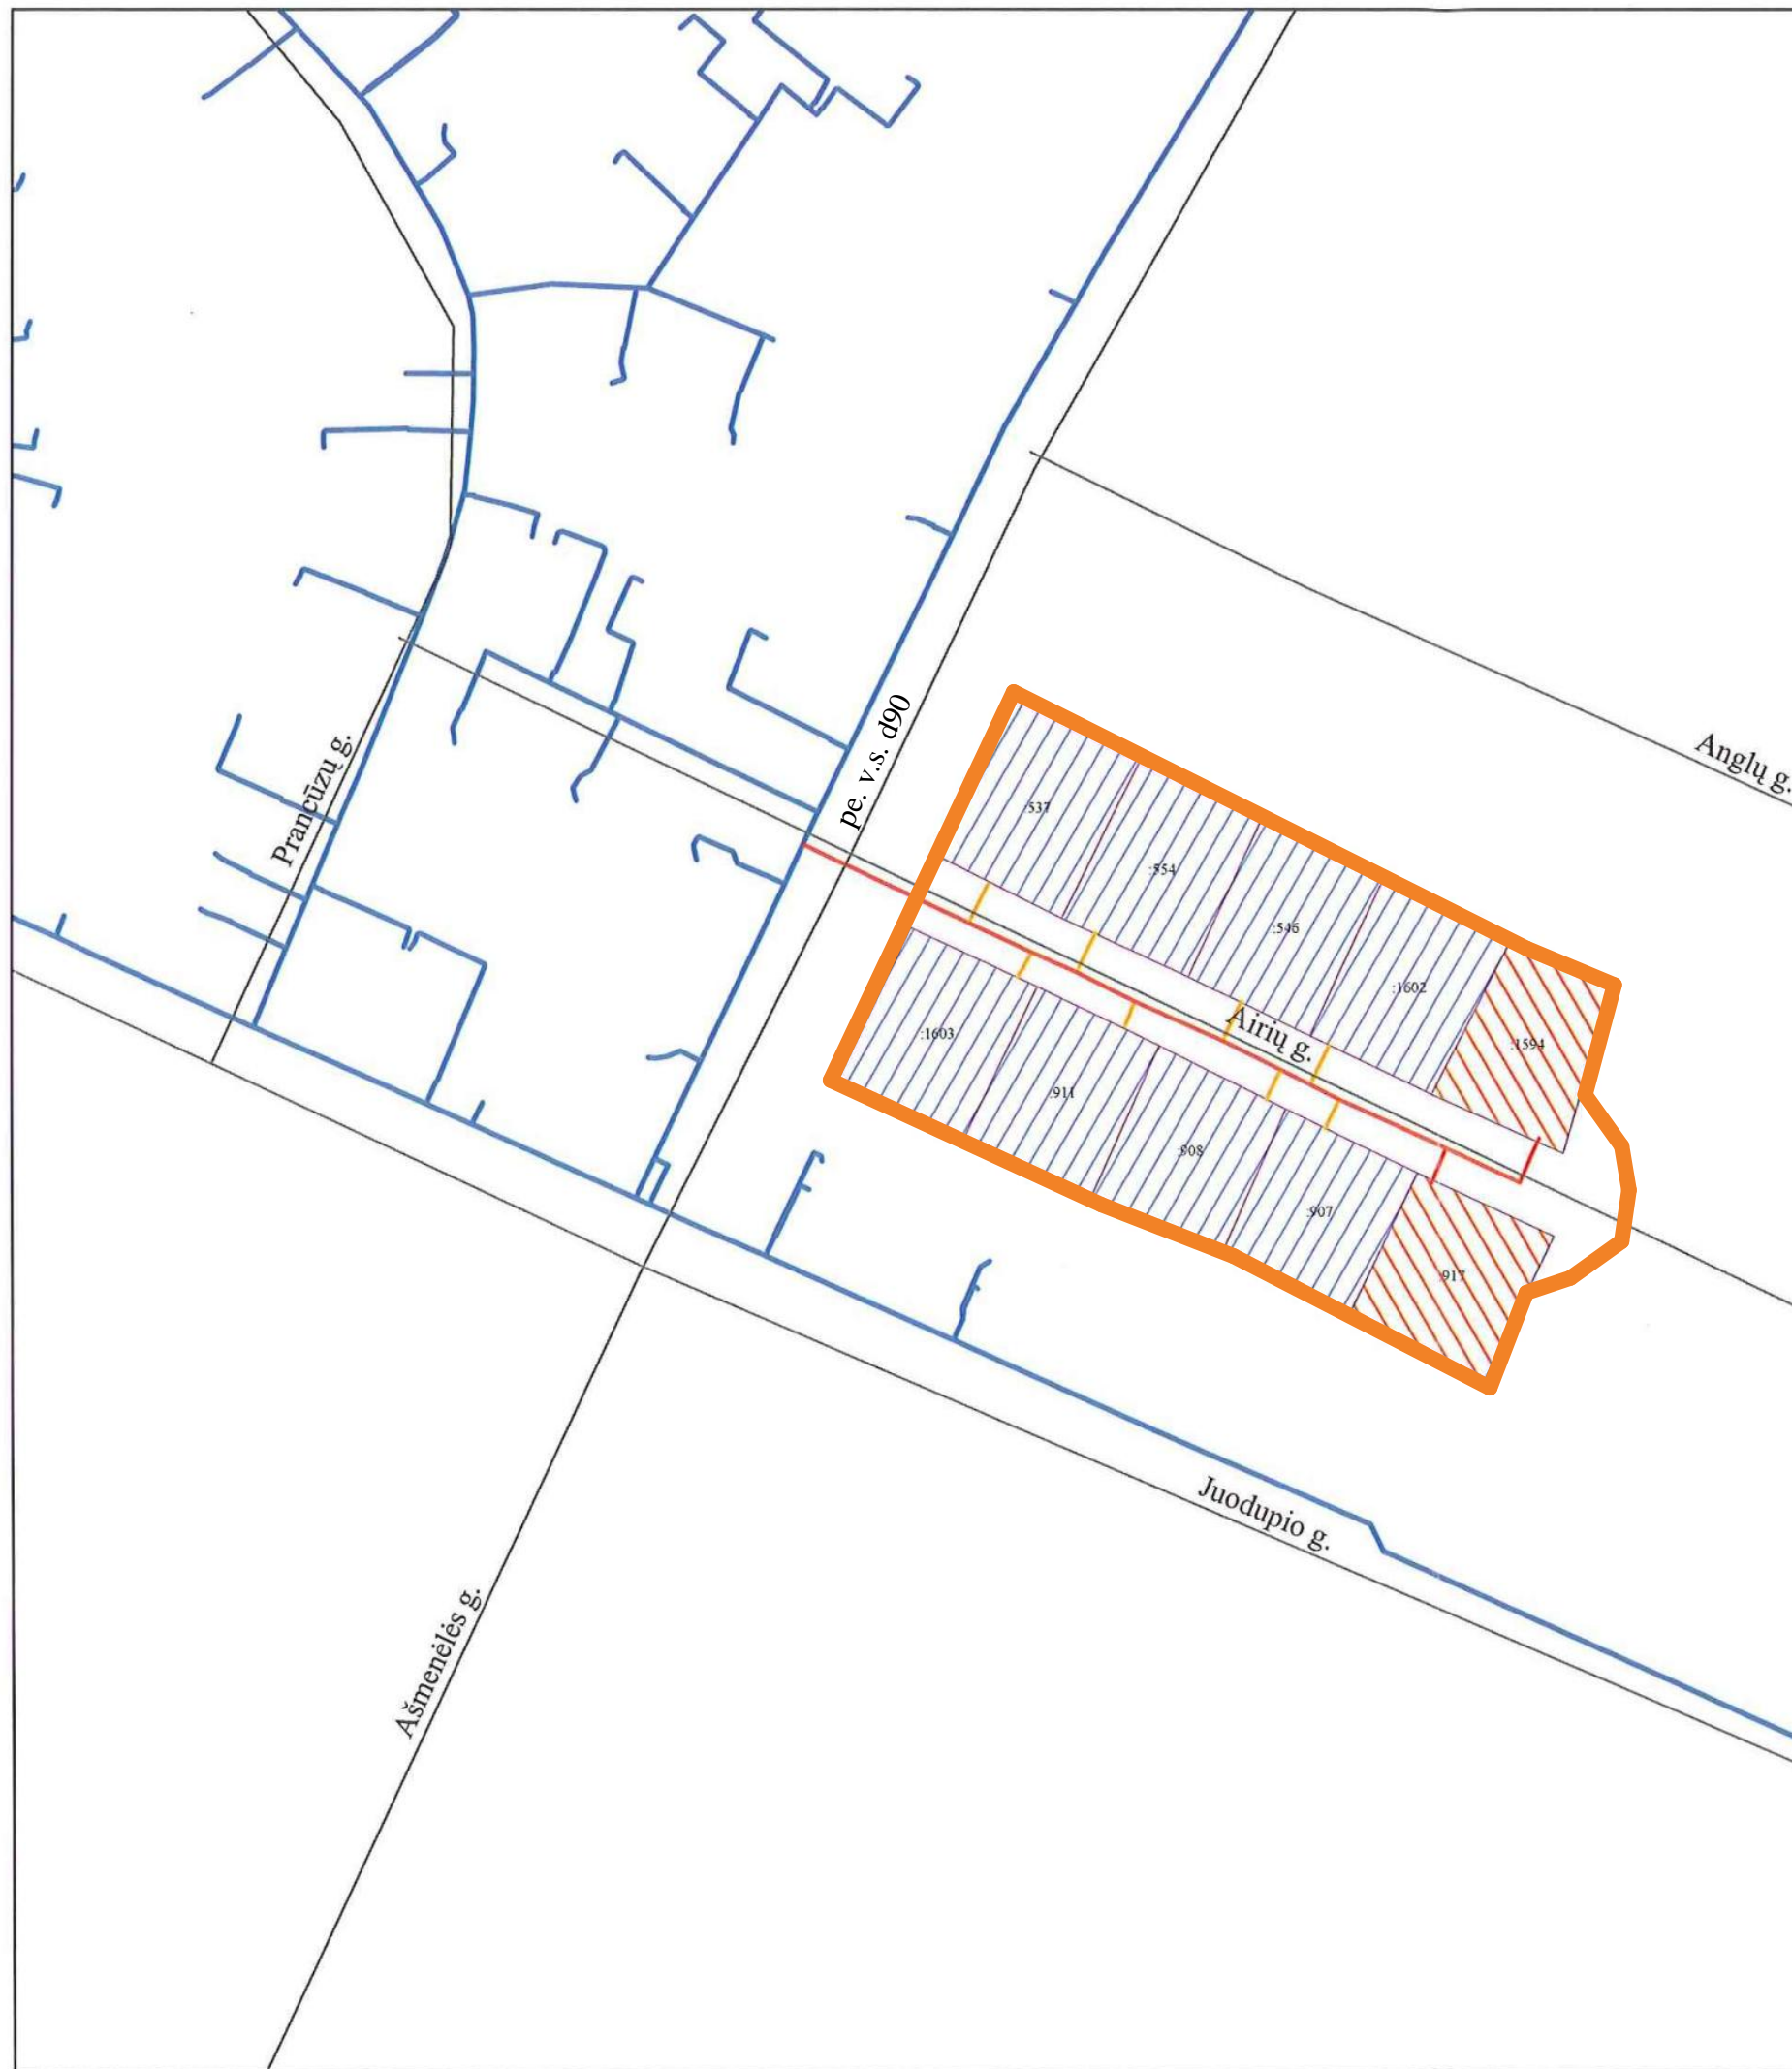 pe. v.s. d90
Anglų g.
Prancūzų g.
:537
:554
:546
:1602
:1594
Airių g.
:1603
:911
:908
:907
:917
Juodupio g.
Ašmenėlės g.